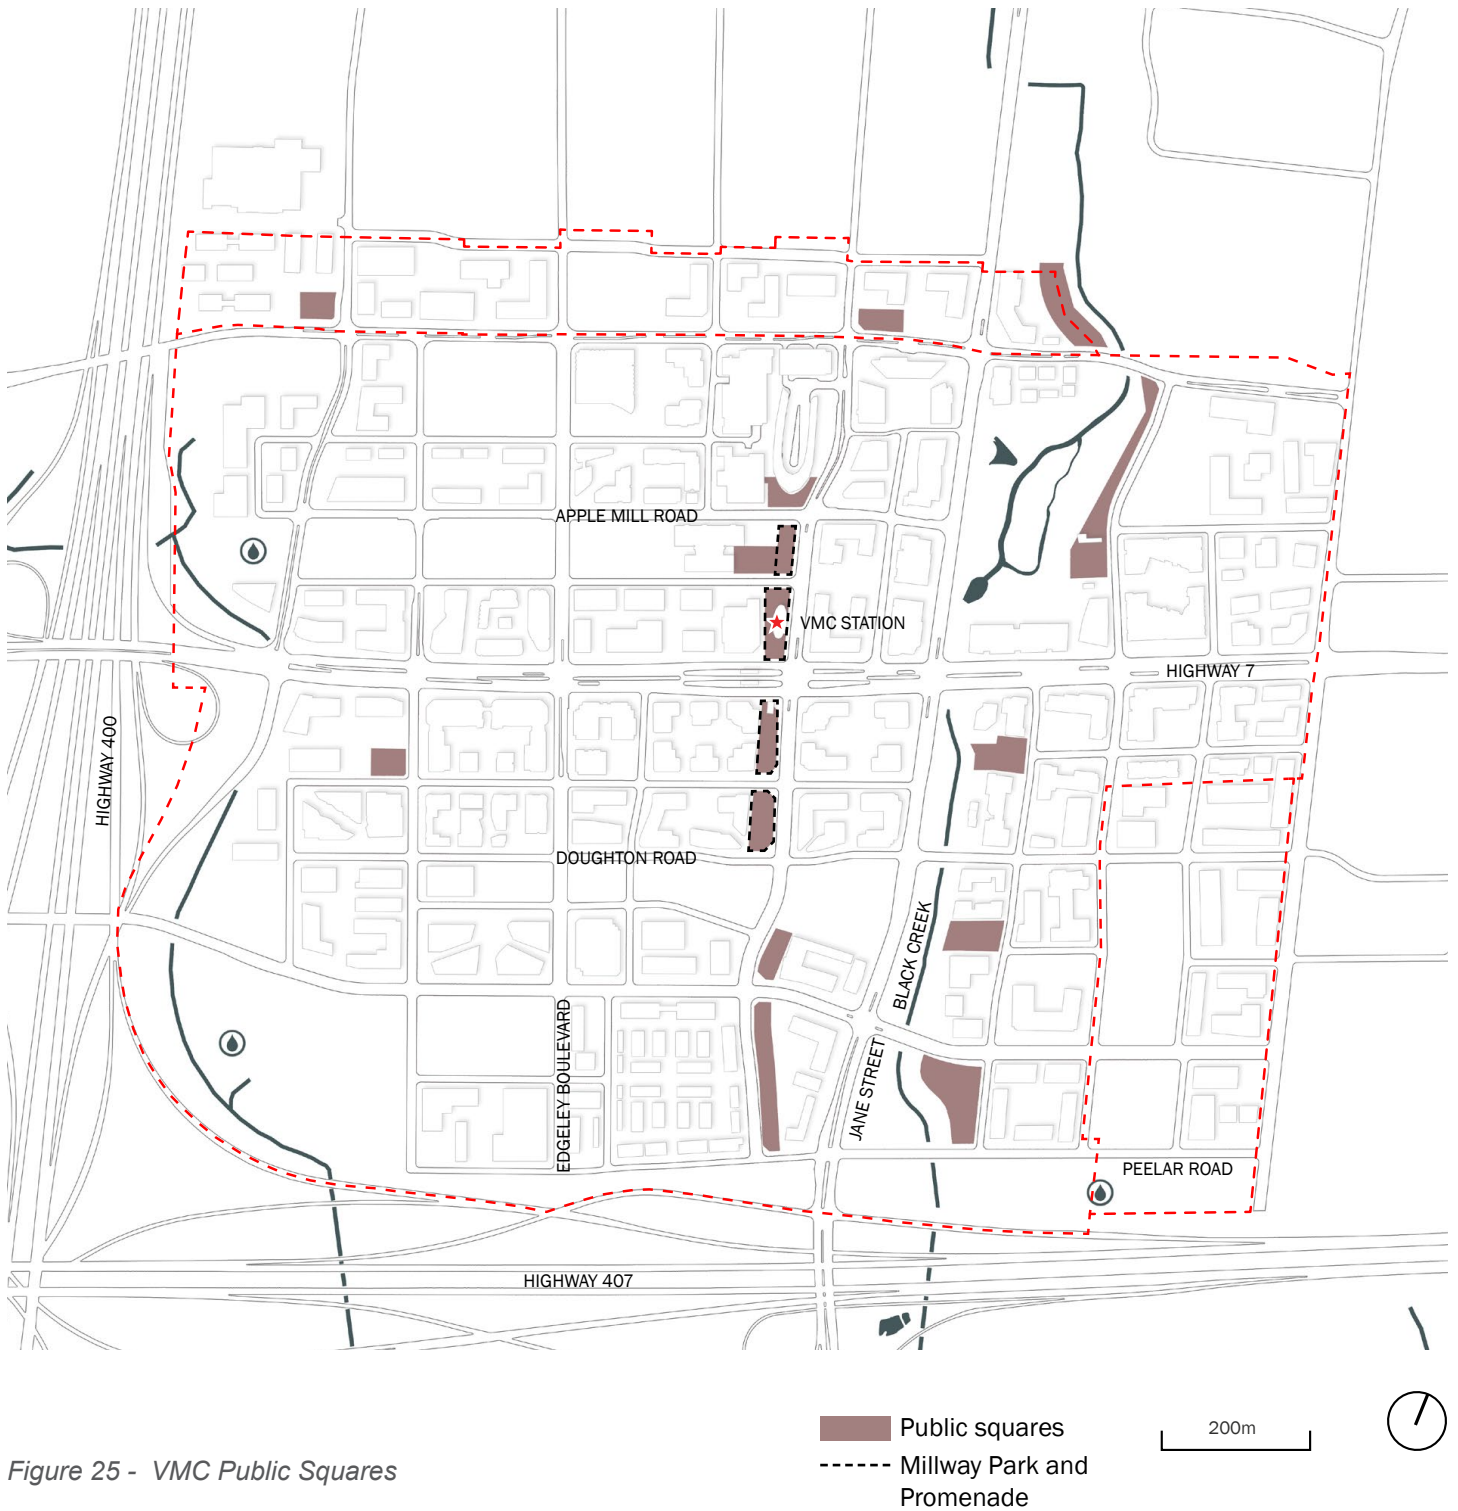 APPLE MILL ROAD
VMC STATION
HIGHWAY 7
HIGHWAY 400
DOUGHTON ROAD
BLACK CREEK
EDGELEY BOULEVARD
JANE STREET
PEELAR ROAD
HIGHWAY 407
Public squares
200m
Millway Park and
Promenade
Figure 25 - VMC Public Squares